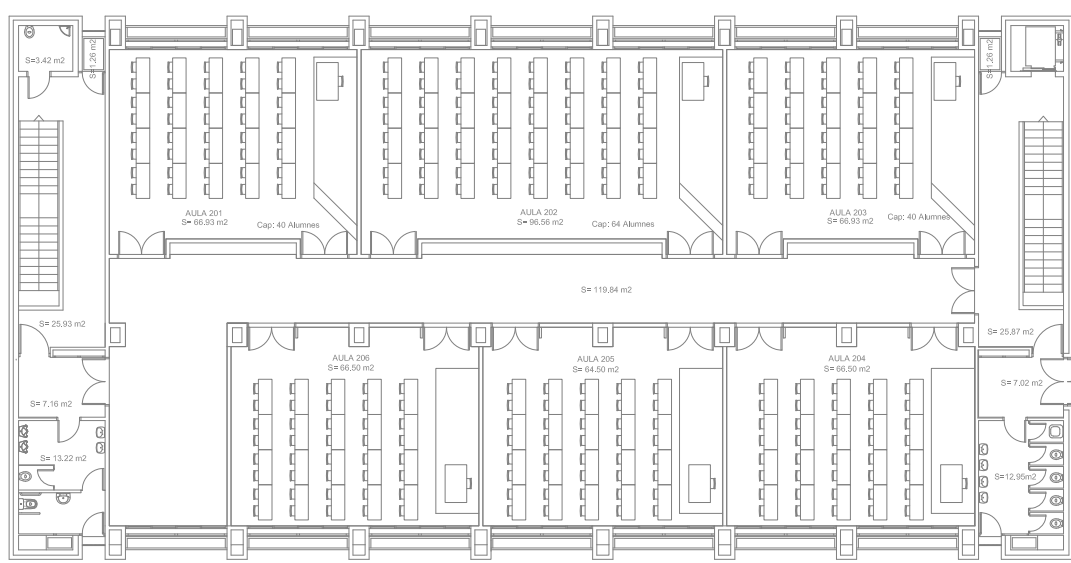 S=3.42 m2
S=1,26 m2
S=1,26 m2
AULA 201
S= 66,93 m2
Cap: 40 Alumnes
AULA 202
S= 96,56 m2
Cap: 64 Alumnes
AULA 203
S= 66,93 m2
Cap: 40 Alumnes
S= 119,84 m2
S= 25,93 m2
S= 25,87 m2
AULA 206
S= 66,50 m2
AULA 205
S= 64,50 m2
AULA 204
S= 66,50 m2
S= 7,16 m2
S= 7,02 m2
S= 13,22 m2
S=12,95m2